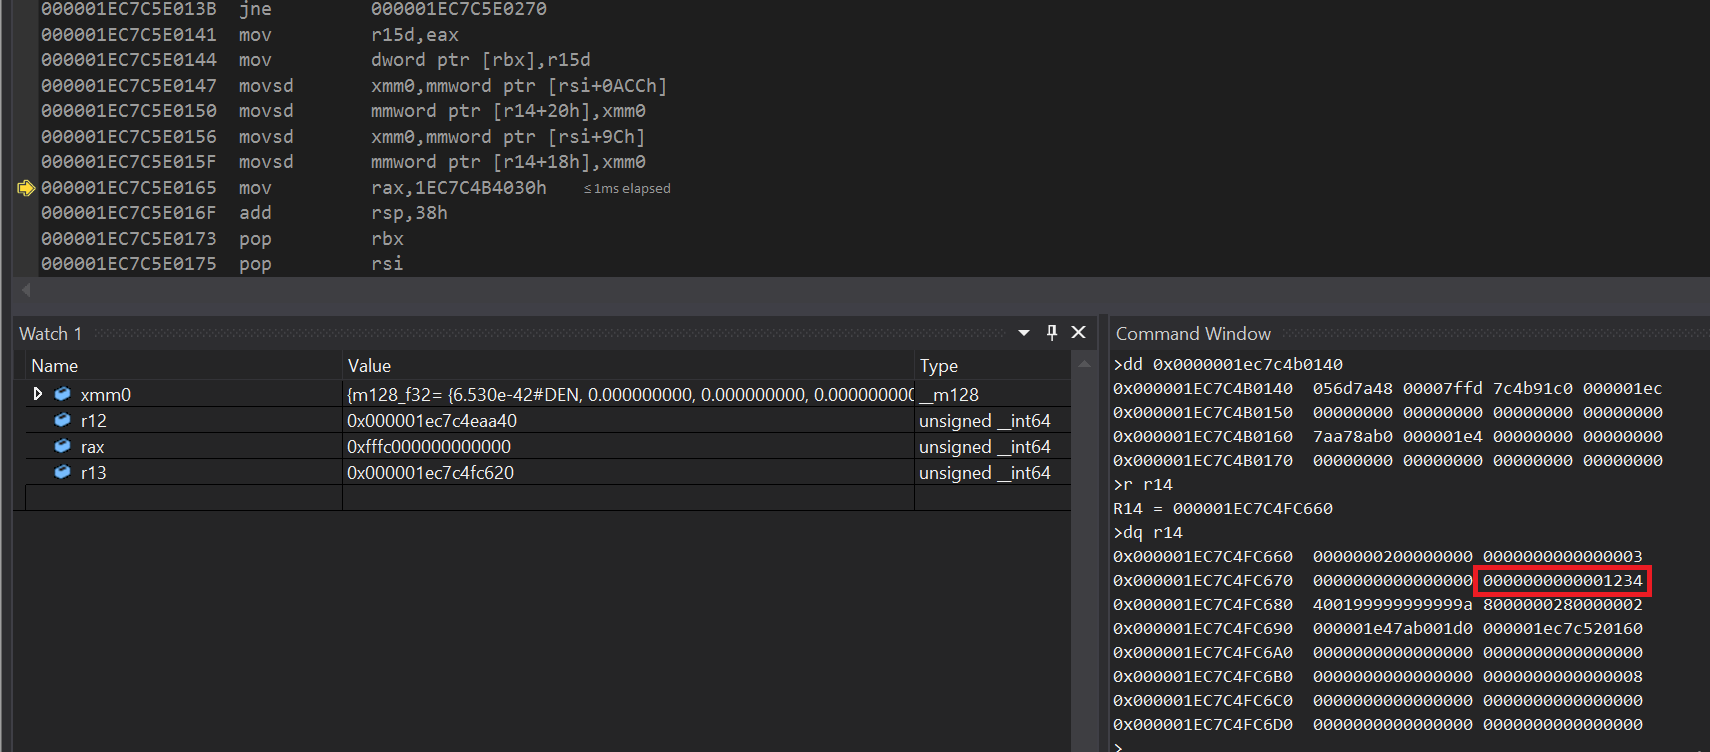 000001EC7C5E013B jne 000001EC7C5E0270
000001EC7C5E0141 mov r15d,eax
000001EC7C5E0144 mov dword ptr [rbx],r15d
000001EC7C5E0147 movsd xmm0,mmword ptr [rsi+0ACCh]
000001EC7C5E0150 movsd mmword ptr [r14+20h],xmm0
000001EC7C5E0156 movsd xmm0,mmword ptr [rsi+9Ch]
000001EC7C5E015F movsd mmword ptr [r14+18h],xmm0
000001EC7C5E0165 mov rax,1EC7C4B4030h ≤1ms elapsed
000001EC7C5E016F add rsp,38h
000001EC7C5E0173 pop rbx
000001EC7C5E0175 pop rsi
Watch 1
Name Value Type
xmm0 {m128_f32= {6.530e-42#DEN, 0.000000000, 0.000000000, 0.000000000 __m128
r12 0x000001ec7c4eaa40 unsigned __int64
rax 0xfffc000000000000 unsigned __int64
r13 0x000001ec7c4fc620 unsigned __int64
Command Window
>dd 0x0000001ec7c4b0140
0x000001EC7C4B0140 056d7a48 00007ffd 7c4b91c0 000001ec
0x000001EC7C4B0150 00000000 00000000 00000000 00000000
0x000001EC7C4B0160 7aa78ab0 000001e4 00000000 00000000
0x000001EC7C4B0170 00000000 00000000 00000000 00000000
>r r14
R14 = 000001EC7C4FC660
>dq r14
0x000001EC7C4FC660 0000000200000000 0000000000000003
0x000001EC7C4FC670 0000000000000000 0000000000001234
0x000001EC7C4FC680 400199999999999a 8000000280000002
0x000001EC7C4FC690 000001e47ab001d0 000001ec7c520160
0x000001EC7C4FC6A0 0000000000000000 0000000000000000
0x000001EC7C4FC6B0 0000000000000000 0000000000000008
0x000001EC7C4FC6C0 0000000000000000 0000000000000000
0x000001EC7C4FC6D0 0000000000000000 0000000000000000
>